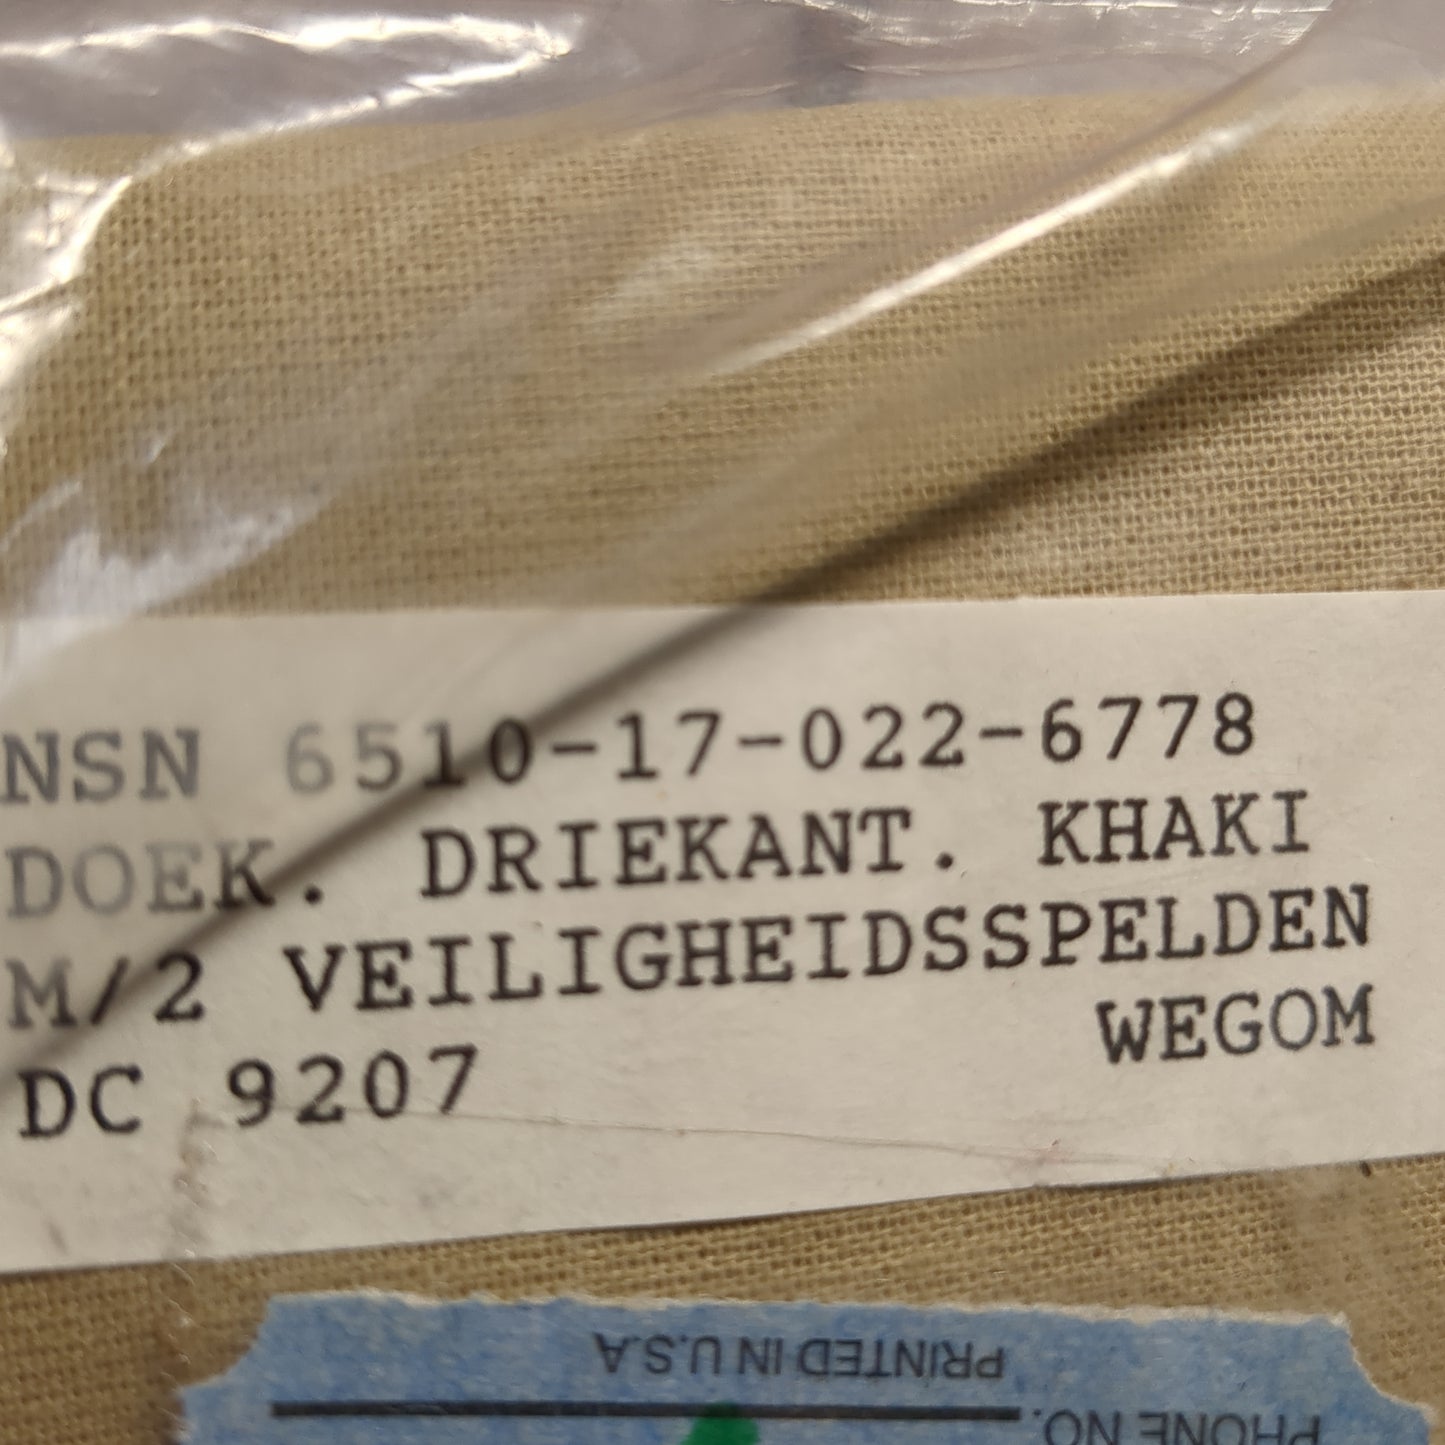 NSN 6510-17-022-6778
DOEK. DRIEKANT. KHAKI
M/2 VEILIGHEIDSSPELDEN
WEGOM
DC 9207
PRINTED IN U.S.A
PHONE NO.